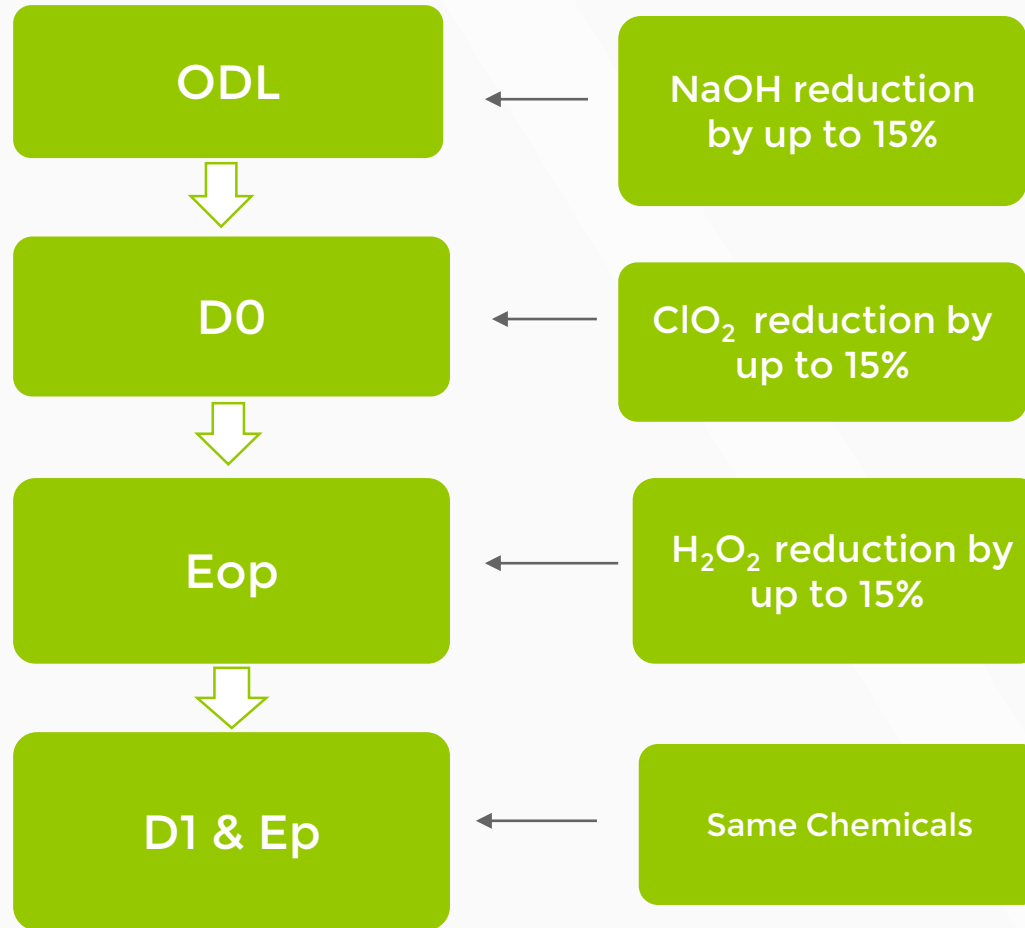 ODL
NaOH reduction
by up to 15%
D0
ClO₂ reduction by
up to 15%
Eop
H₂O₂ reduction by
up to 15%
D1 & Ep
Same Chemicals